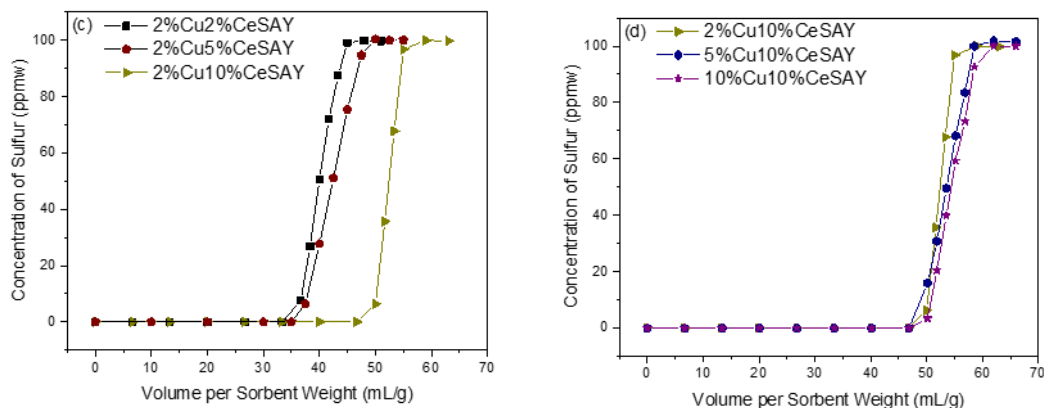 (c)
2%Cu2%CeSAY
2%Cu5%CeSAY
2%Cu10%CeSAY
100
80
60
40
20
0
Concentration of Sulfur (ppmw)
0 10 20 30 40 50 60 70
Volume per Sorbent Weight (mL/g)
(d)
2%Cu10%CeSAY
5%Cu10%CeSAY
10%Cu10%CeSAY
100
80
60
40
20
0
Concentration of Sulfur (ppmw)
0 10 20 30 40 50 60 70
Volume per Sorbent Weight (mL/g)